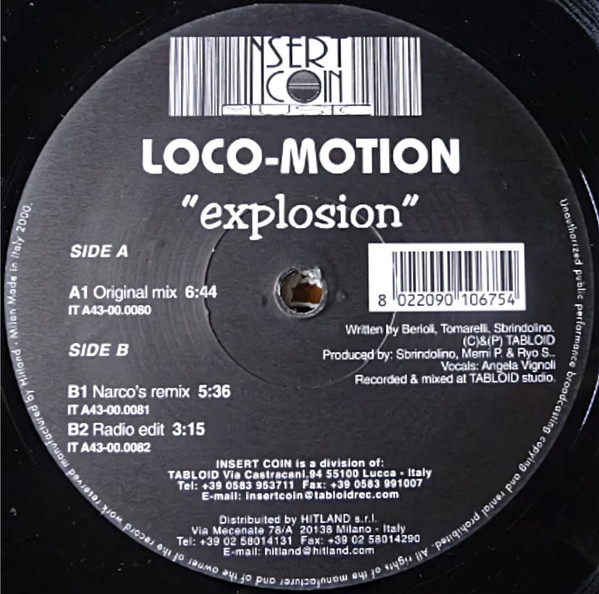 INSERT
COIN
MUSIC
LOCO-MOTION
"explosion"
SIDE A
A1 Original mix 6:44
IT A43-00.0080
SIDE B
B1 Narco's remix 5:36
IT A43-00.0081
B2 Radio edit 3:15
IT A43-00.0082
8 022090 106754
Written by Berioli, Tomarelli, Sbrindolino.
(C)&(P) TABLOID
Produced by: Sbrindolino, Memi P. & Ryo S..
Vocals: Angela Vignoli
Recorded & mixed at TABLOID studio.
INSERT COIN is a division of:
TABLOID Via Castracani,94 55100 Lucca - Italy
Tel: +39 0583 953711 Fax: +39 0583 991007
E-mail: insertcoin@tabloidrec.com
Distributed by HITLAND s.r.l.
Via Mecenate 78/A 20138 Milano - Italy
Tel: +39 02 58014131 Fax: +39 02 58014290
E-mail: hitland@hitland.com
Unauthorized public performance broadcasting copying and rental prohibited. All rights of the manufacturer and of the owner of the record work reserved manufactured by Hitland - Milan Made in Italy 2000.